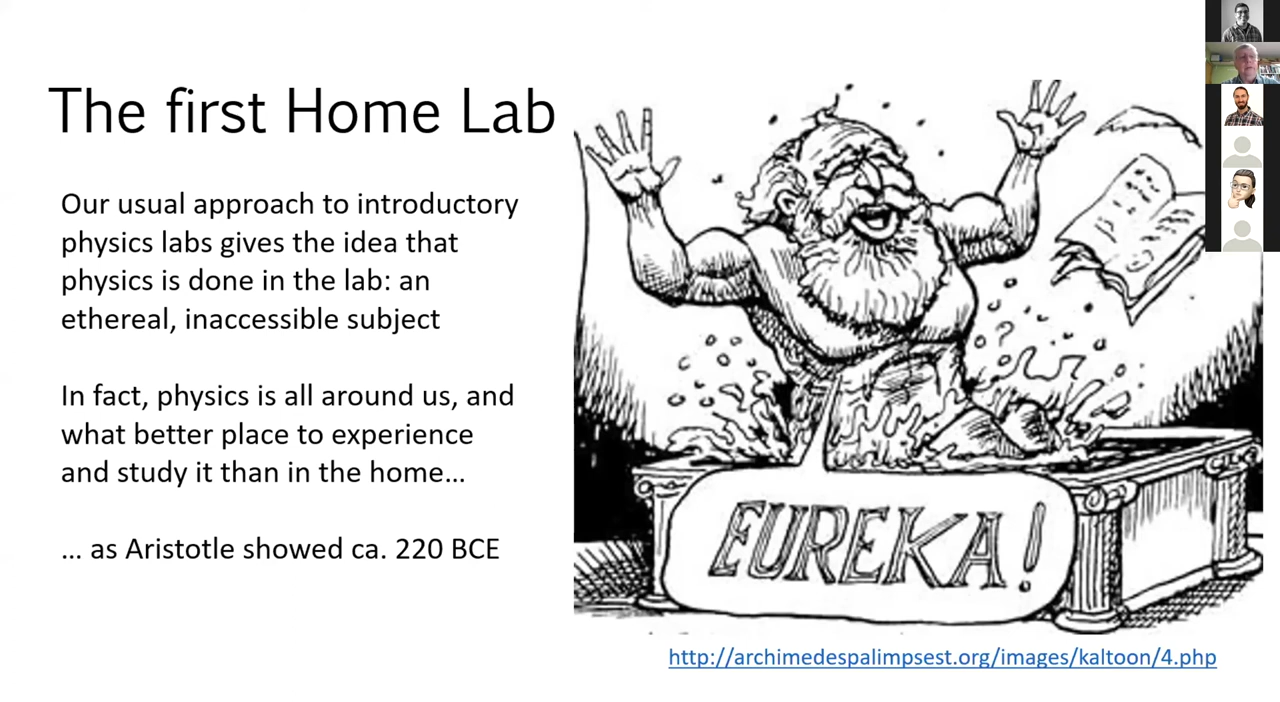 The first Home Lab
Our usual approach to introductory
physics labs gives the idea that
physics is done in the lab: an
ethereal, inaccessible subject
In fact, physics is all around us, and
what better place to experience
and study it than in the home...
... as Aristotle showed ca. 220 BCE
EUREKA!
http://archimedespalimpsest.org/images/kaltoon/4.php